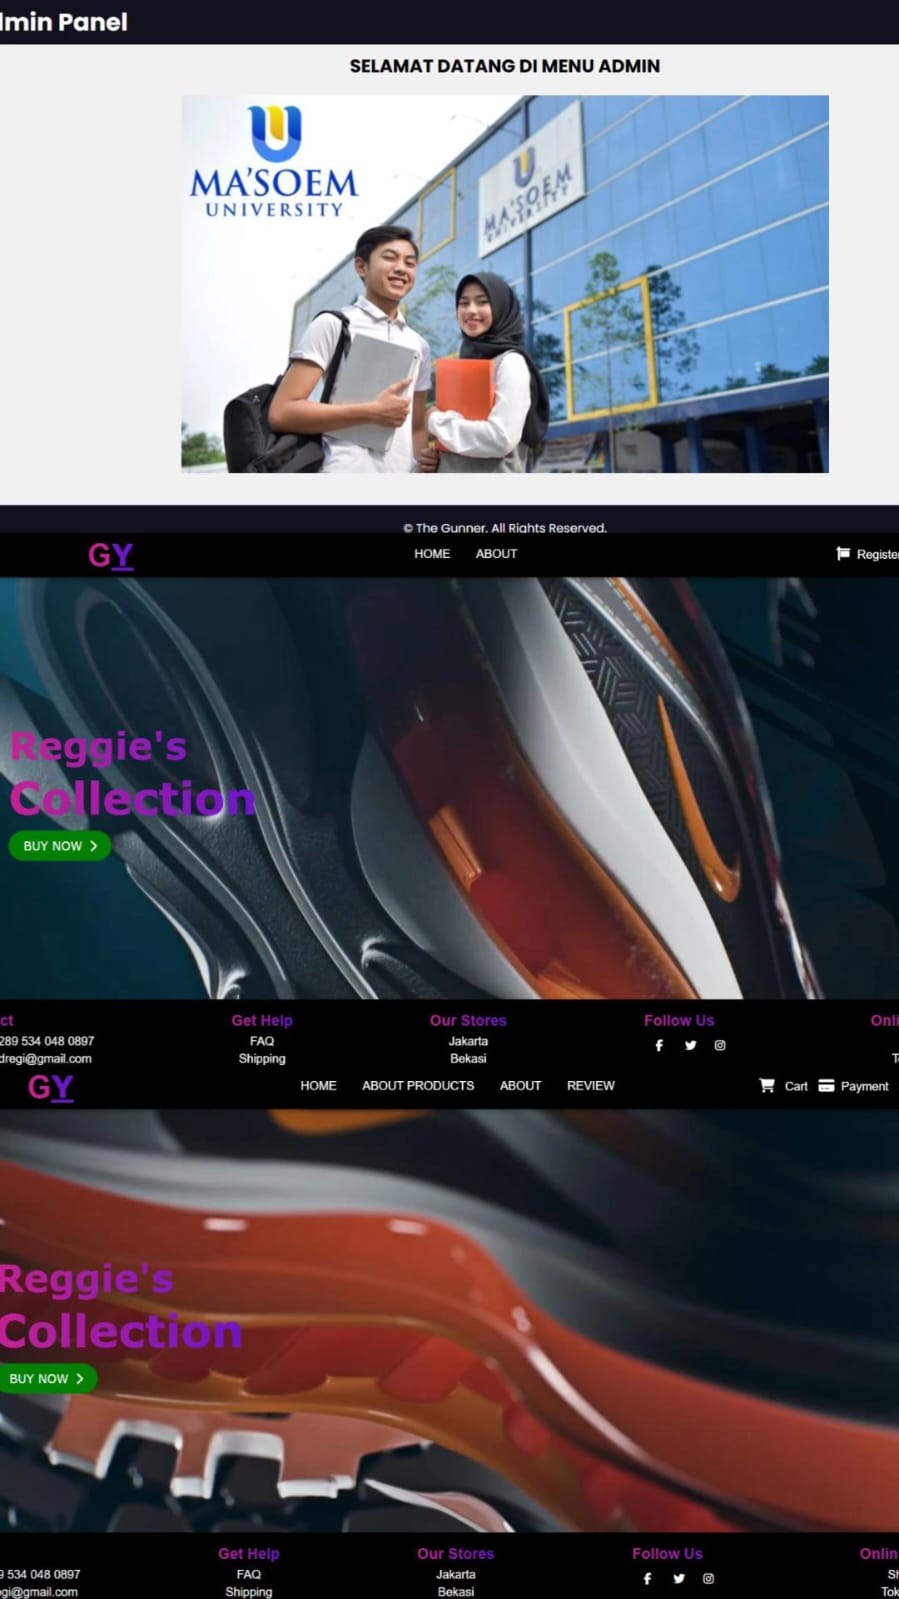 dmin Panel
SELAMAT DATANG DI MENU ADMIN
MA'SOEM
UNIVERSITY
MA'SOEM
UNIVERSITY
© The Gunner. All Rights Reserved.
GY
HOME ABOUT
Register
Reggie's
Collection
BUY NOW
ct Get Help Our Stores Follow Us Onli
289 534 048 0897 FAQ Jakarta
dregi@gmail.com Shipping Bekasi T
GY
HOME ABOUT PRODUCTS ABOUT REVIEW Cart Payment
Reggie's
Collection
BUY NOW
Get Help Our Stores Follow Us Onlin
9 534 048 0897 FAQ Jakarta Sh
egi@gmail.com Shipping Bekasi Tok